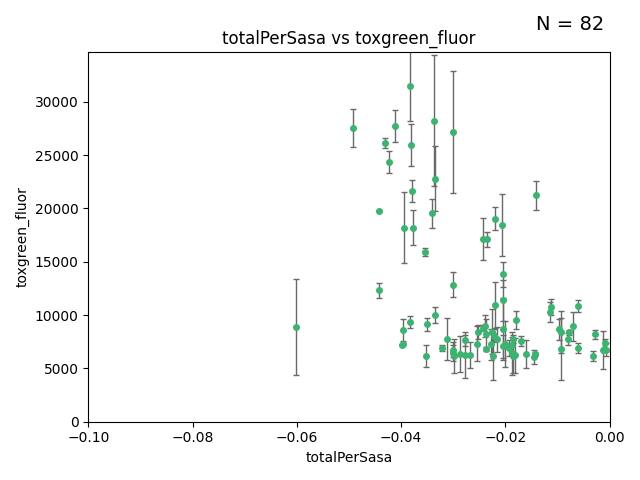 N = 82
totalPerSasa vs toxgreen_fluor
30000
25000
20000
15000
10000
5000
0
toxgreen_fluor
−0.10 −0.08 −0.06 −0.04 −0.02 0.00
totalPerSasa